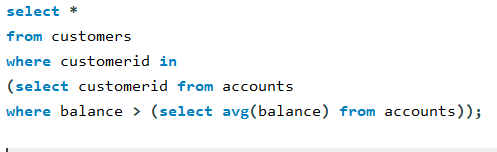 select *
from customers
where customerid in
(select customerid from accounts
where balance > (select avg(balance) from accounts));